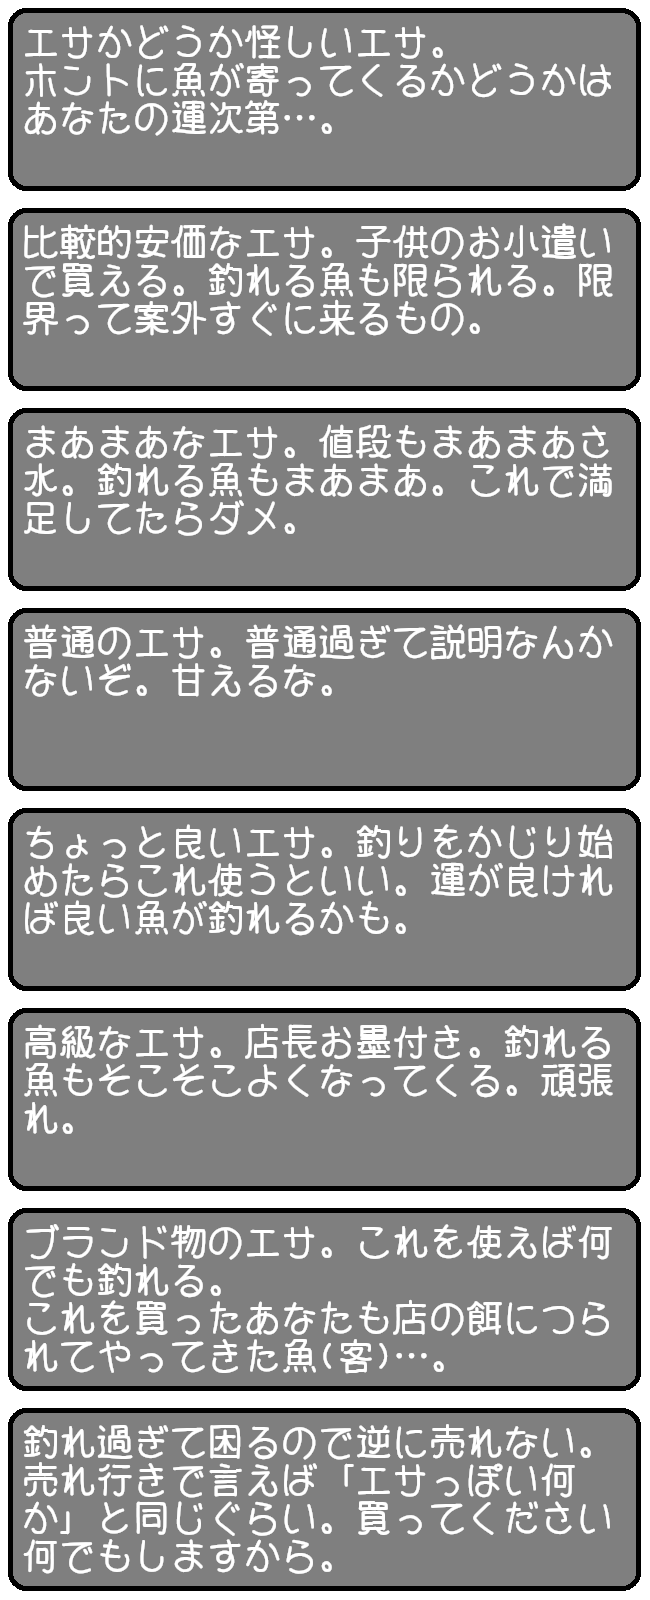 エサかどうか怪しいエサ。
ホントに魚が寄ってくるかどうかは
あなたの運次第…。
比較的安価なエサ。子供のお小遣い
で買える。釣れる魚も限られる。限
界って案外すぐに来るもの。
まあまあなエサ。値段もまあまあさ
水。釣れる魚もまあまあ。これで満
足してたらダメ。
普通のエサ。普通過ぎて説明なんか
ないぞ。甘えるな。
ちょっと良いエサ。釣りをかじり始
めたらこれ使うといい。運が良けれ
ば良い魚が釣れるかも。
高級なエサ。店長お墨付き。釣れる
魚もそこそこよくなってくる。頑張
れ。
ブランド物のエサ。これを使えば何
でも釣れる。
これを買ったあなたも店の餌につら
れてやってきた魚(客)…。
釣れ過ぎて困るので逆に売れない。
売れ行きで言えば「エサっぽい何
か」と同じぐらい。買ってください
何でもしますから。